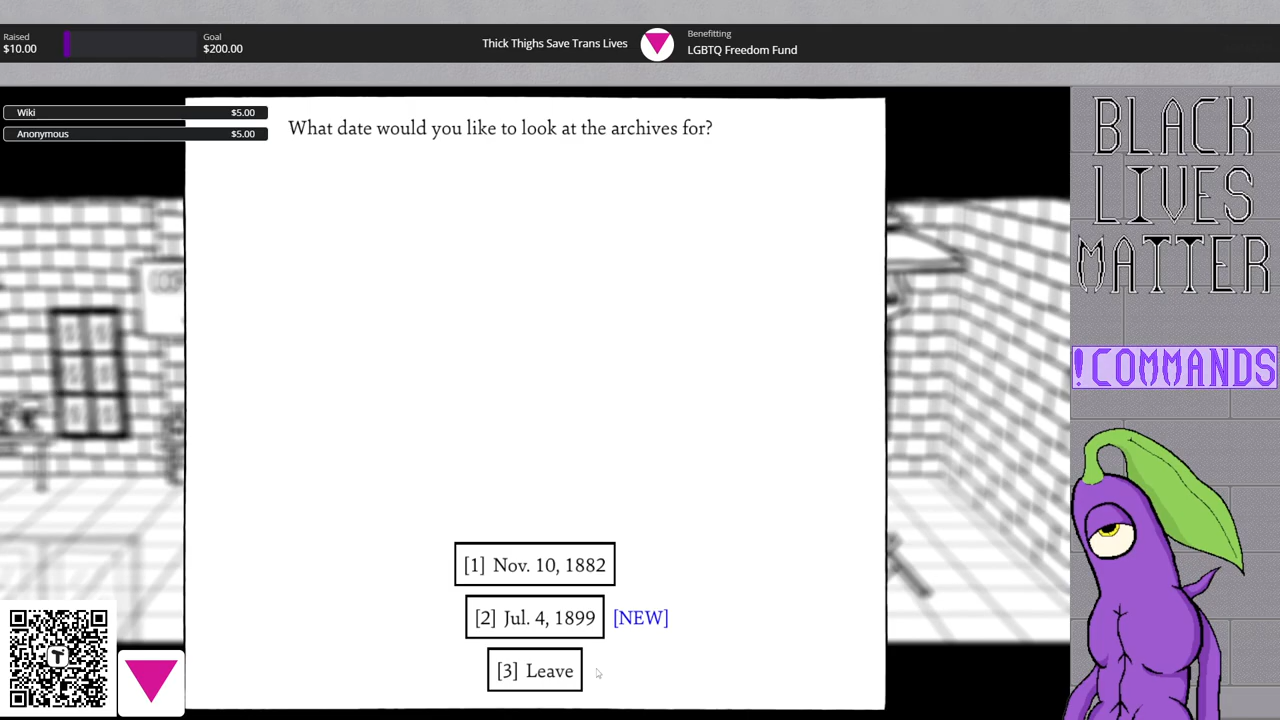 Raised
$10.00
Goal
$200.00
Thick Thighs Save Trans Lives
Benefitting
LGBTQ Freedom Fund
Wiki $5.00
Anonymous $5.00
What date would you like to look at the archives for?
[1] Nov. 10, 1882
[2] Jul. 4, 1899 [NEW]
[3] Leave
BLACK
LIVES
MATTER
!COMMANDS
T